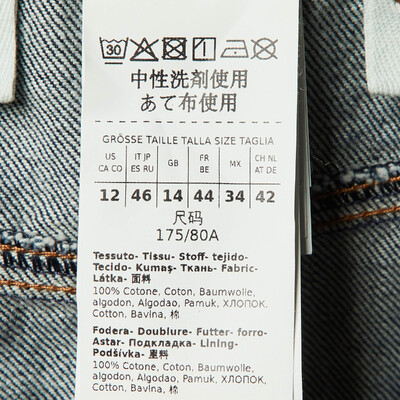 30
中性洗剤使用
あて布使用
GRÖSSE TAILLE TALLA SIZE TAGLIA
US CA CO IT JP ES RU GB FR BE MX CH NL AT DE
12 46 14 44 34 42
尺码
175/80A
Tessuto- Tissu- Stoff- tejido-
Tecido- Kumaş- Ткань- Fabric-
Látka- 面料
100% Cotone, Coton, Baumwolle,
algodon, Algodao, Pamuk, ХЛОПОК,
Cotton, Bavlna, 棉
Fodera- Doublure- Futter- forro-
Astar- Подкладка- Lining-
Podšívka- 里料
100% Cotone, Coton, Baumwolle,
algodon, Algodao, Pamuk, ХЛОПОК,
Cotton, Bavlna, 棉